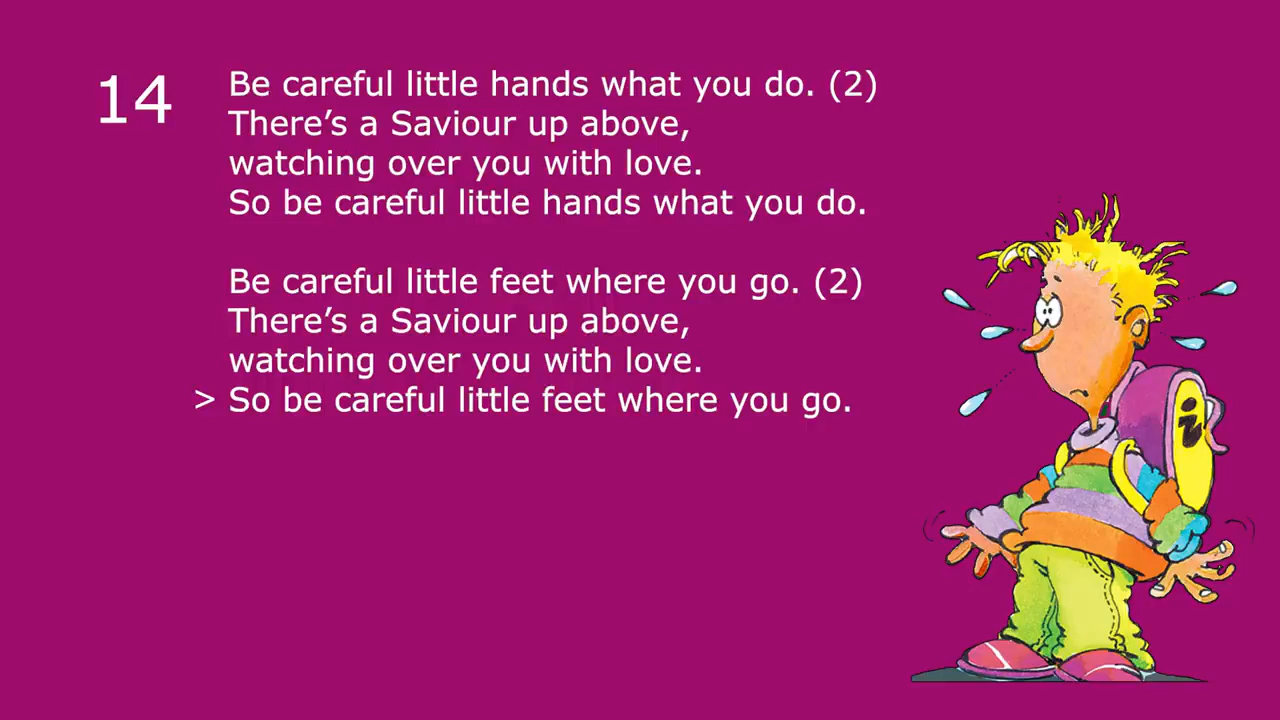 14
Be careful little hands what you do. (2)
There’s a Saviour up above,
watching over you with love.
So be careful little hands what you do.
Be careful little feet where you go. (2)
There’s a Saviour up above,
watching over you with love.
> So be careful little feet where you go.
i